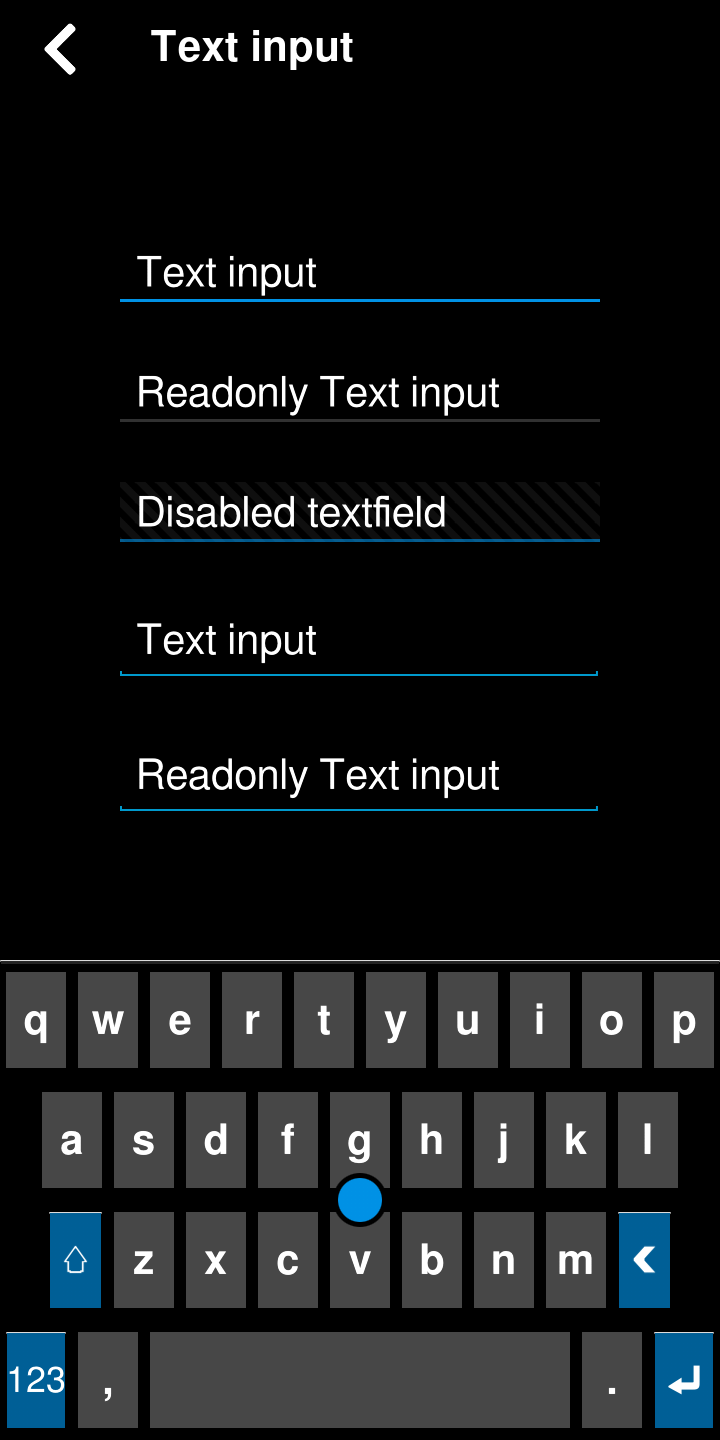 Text input
Text input
Readonly Text input
Disabled textfield
Text input
Readonly Text input
q w e r t y u i o p
a s d f g h j k l
z x c v b n m
123 , .